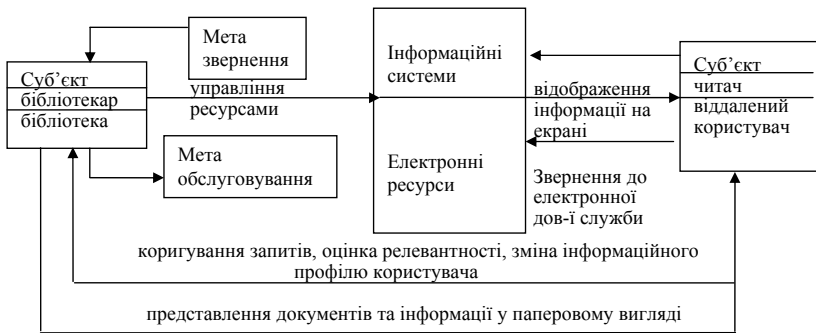 Мета
звернення
Суб’єкт
бібліотекар
бібліотека
управління
ресурсами
Мета
обслуговування
Інформаційні
системи
Електронні
ресурси
відображення
інформації на
екрані
Звернення до
електронної
дов-ї служби
Суб’єкт
читач
віддалений
користувач
коригування запитів, оцінка релевантності, зміна інформаційного
профілю користувача
представлення документів та інформації у паперовому вигляді